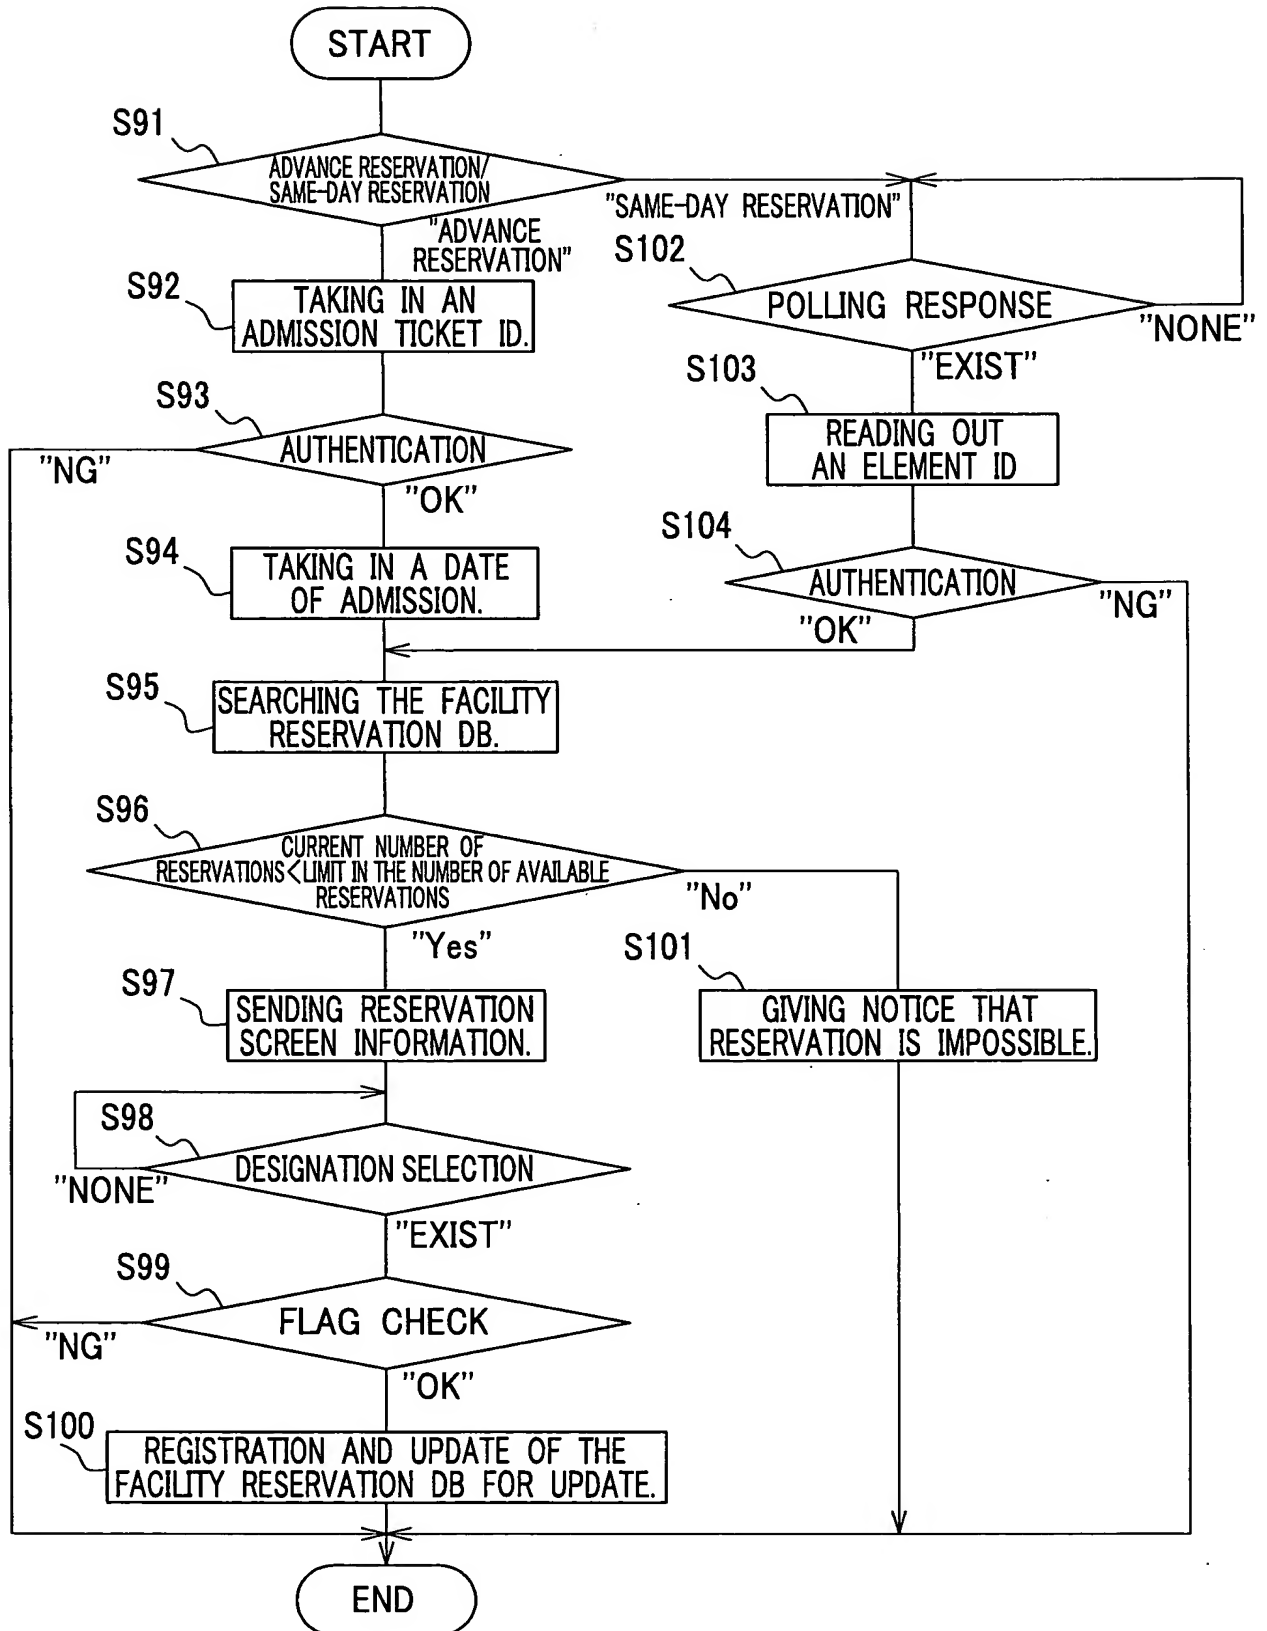 START
S91
ADVANCE RESERVATION/
SAME-DAY RESERVATION
"SAME-DAY RESERVATION"
"ADVANCE
RESERVATION"
S92
TAKING IN AN
ADMISSION TICKET ID.
S93
AUTHENTICATION
"NG"
"OK"
S94
TAKING IN A DATE
OF ADMISSION.
S102
POLLING RESPONSE
"NONE"
"EXIST"
S103
READING OUT
AN ELEMENT ID
S104
AUTHENTICATION
"NG"
"OK"
S95
SEARCHING THE FACILITY
RESERVATION DB.
S96
CURRENT NUMBER OF
RESERVATIONS<LIMIT IN THE NUMBER OF AVAILABLE
RESERVATIONS
"No"
"Yes"
S97
SENDING RESERVATION
SCREEN INFORMATION.
S101
GIVING NOTICE THAT
RESERVATION IS IMPOSSIBLE.
S98
DESIGNATION SELECTION
"NONE"
"EXIST"
S99
FLAG CHECK
"NG"
"OK"
S100
REGISTRATION AND UPDATE OF THE
FACILITY RESERVATION DB FOR UPDATE.
END